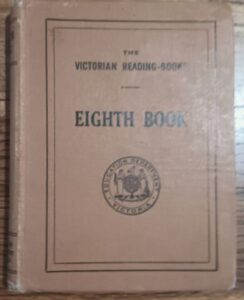 THE
VICTORIAN READING-BOOKS
EIGHTH BOOK
EDUCATION DEPARTMENT
VICTORIA